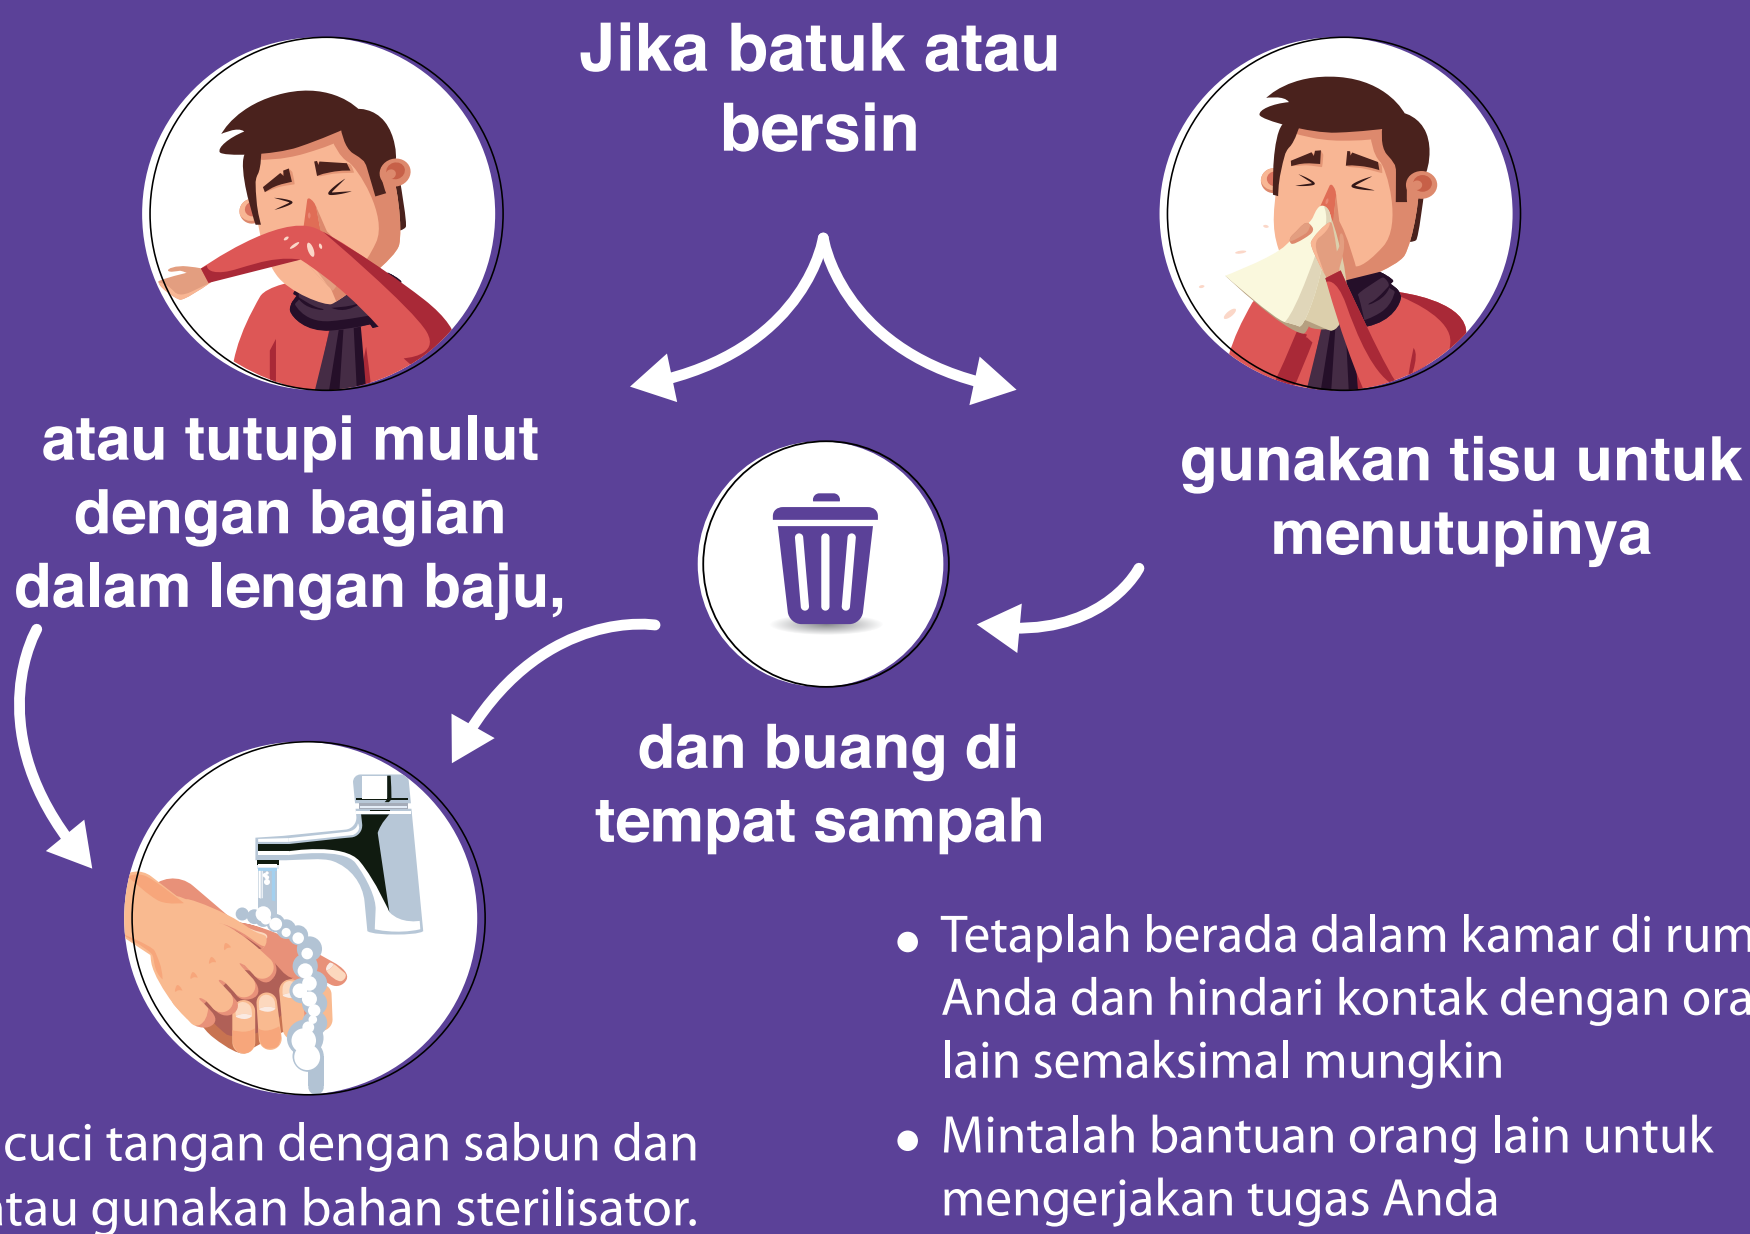 Jika batuk atau
bersin
atau tutupi mulut
dengan bagian
dalam lengan baju,
gunakan tisu untuk
menutupinya
dan buang di
tempat sampah
cuci tangan dengan sabun dan
atau gunakan bahan sterilisator.
• Tetaplah berada dalam kamar di rum
Anda dan hindari kontak dengan ora
lain semaksimal mungkin
• Mintalah bantuan orang lain untuk
mengerjakan tugas Anda